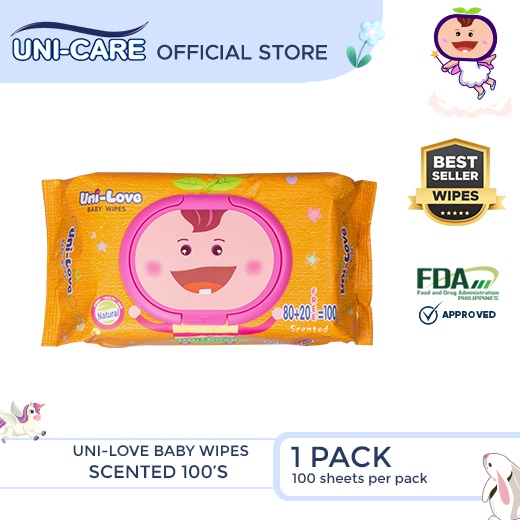 UNI-CARE OFFICIAL STORE
BEST
SELLER
WIPES
Uni-Love
BABY WIPES
Uni-Love
Uni-Love
Natural
80+20 FREE =100
Scented
FDA
Food and Drug Administration
PHILIPPINES
APPROVED
UNI-LOVE BABY WIPES
SCENTED 100'S
1 PACK
100 sheets per pack